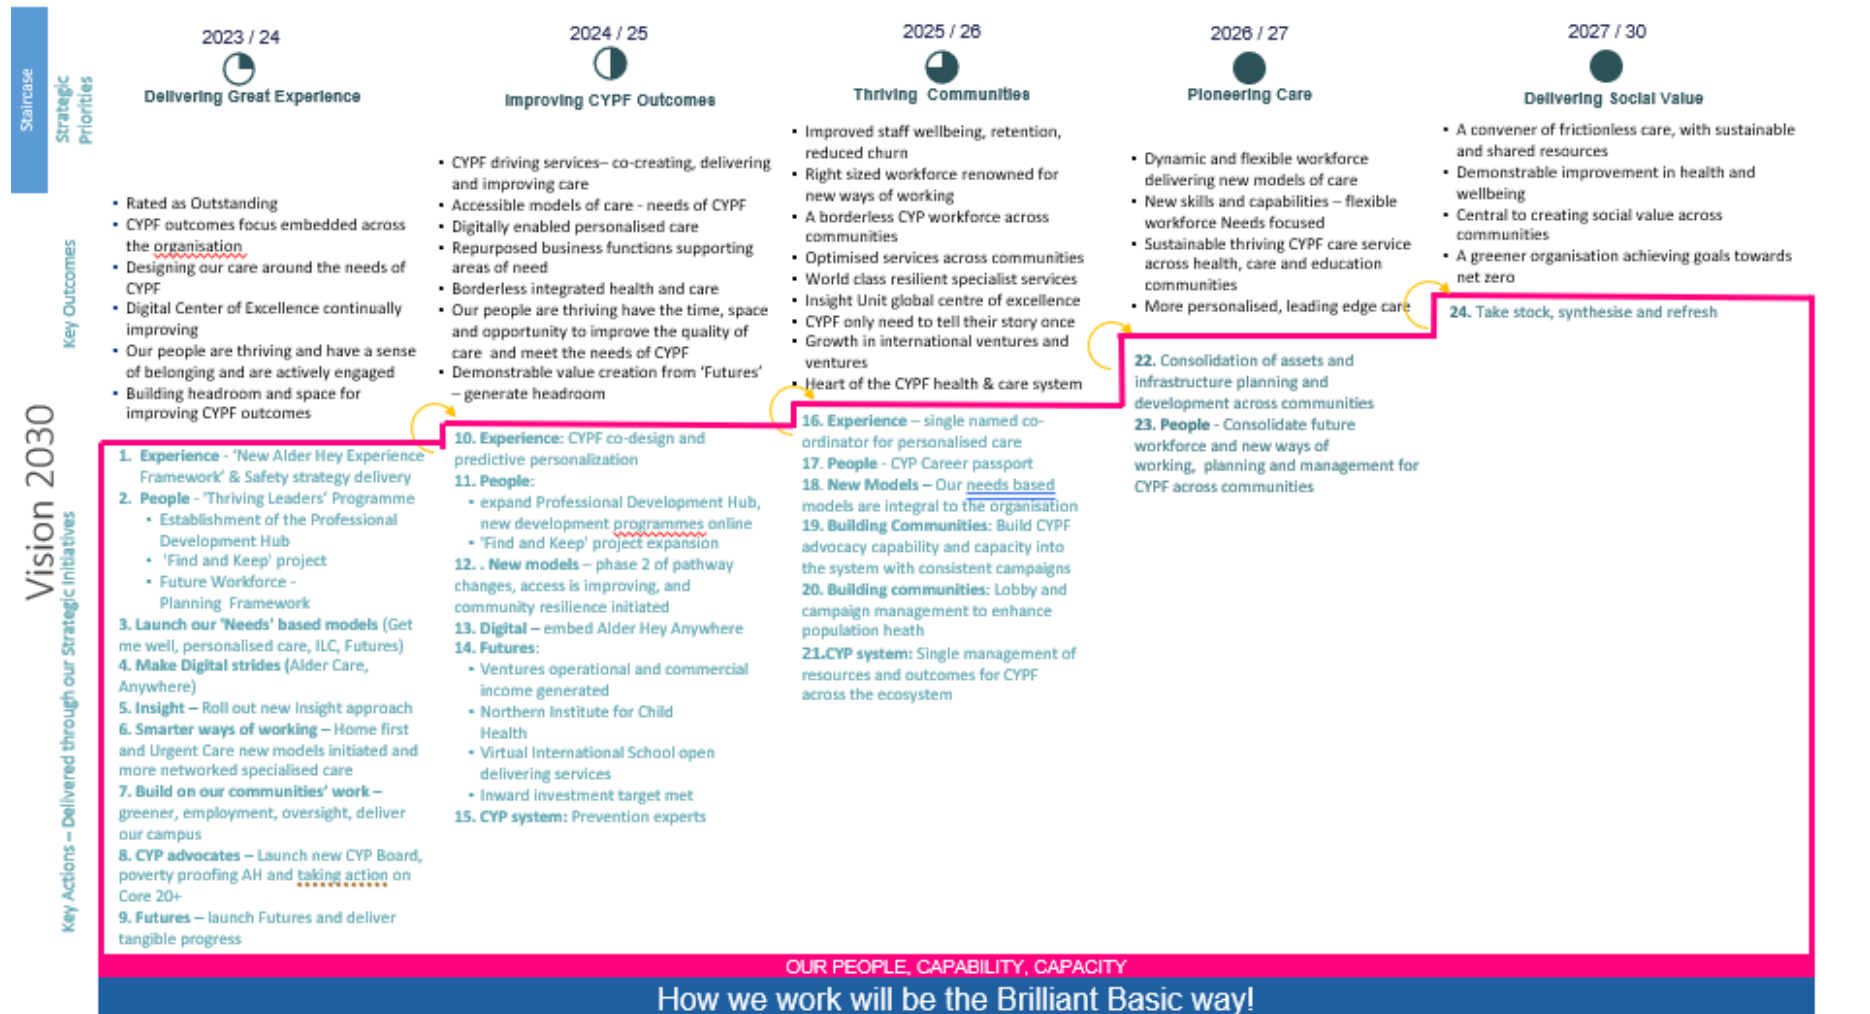 Staircase
Strategic
Priorities
Key Outcomes
Vision 2030
Key Actions – Delivered through our Strategic Initiatives
2023 / 24
Delivering Great Experience
▪ Rated as Outstanding
▪ CYPF outcomes focus embedded across
the organisation
▪ Designing our care around the needs of
CYPF
▪ Digital Center of Excellence continually
improving
▪ Our people are thriving and have a sense
of belonging and are actively engaged
▪ Building headroom and space for
improving CYPF outcomes
1. Experience - ‘New Alder Hey Experience
Framework’ & Safety strategy delivery
2. People - ‘Thriving Leaders’ Programme
▪ Establishment of the Professional
Development Hub
▪ 'Find and Keep' project
▪ Future Workforce -
Planning Framework
3. Launch our 'Needs' based models (Get
me well, personalised care, ILC, Futures)
4. Make Digital strides (Alder Care,
Anywhere)
5. Insight – Roll out new Insight approach
6. Smarter ways of working – Home first
and Urgent Care new models initiated and
more networked specialised care
7. Build on our communities’ work –
greener, employment, oversight, deliver
our campus
8. CYP advocates – Launch new CYP Board,
poverty proofing AH and taking action on
Core 20+
9. Futures – launch Futures and deliver
tangible progress
2024 / 25
Improving CYPF Outcomes
▪ CYPF driving services– co-creating, delivering
and improving care
▪ Accessible models of care - needs of CYPF
▪ Digitally enabled personalised care
▪ Repurposed business functions supporting
areas of need
▪ Borderless integrated health and care
▪ Our people are thriving have the time, space
and opportunity to improve the quality of
care and meet the needs of CYPF
▪ Demonstrable value creation from ‘Futures’
– generate headroom
10. Experience: CYPF co-design and
predictive personalization
11. People:
▪ expand Professional Development Hub,
new development programmes online
▪ 'Find and Keep' project expansion
12. . New models – phase 2 of pathway
changes, access is improving, and
community resilience initiated
13. Digital – embed Alder Hey Anywhere
14. Futures:
▪ Ventures operational and commercial
income generated
▪ Northern Institute for Child
Health
▪ Virtual International School open
delivering services
▪ Inward investment target met
15. CYP system: Prevention experts
2025 / 26
Thriving Communities
▪ Improved staff wellbeing, retention,
reduced churn
▪ Right sized workforce renowned for
new ways of working
▪ A borderless CYP workforce across
communities
▪ Optimised services across communities
▪ World class resilient specialist services
▪ Insight Unit global centre of excellence
▪ CYPF only need to tell their story once
▪ Growth in international ventures and
ventures
▪ Heart of the CYPF health & care system
16. Experience – single named co-
ordinator for personalised care
17. People - CYP Career passport
18. New Models – Our needs based
models are integral to the organisation
19. Building Communities: Build CYPF
advocacy capability and capacity into
the system with consistent campaigns
20. Building communities: Lobby and
campaign management to enhance
population heath
21.CYP system: Single management of
resources and outcomes for CYPF
across the ecosystem
2026 / 27
Pioneering Care
▪ Dynamic and flexible workforce
delivering new models of care
▪ New skills and capabilities – flexible
workforce Needs focused
▪ Sustainable thriving CYPF care service
across health, care and education
communities
▪ More personalised, leading edge care
22. Consolidation of assets and
infrastructure planning and
development across communities
23. People - Consolidate future
workforce and new ways of
working, planning and management for
CYPF across communities
2027 / 30
Delivering Social Value
▪ A convener of frictionless care, with sustainable
and shared resources
▪ Demonstrable improvement in health and
wellbeing
▪ Central to creating social value across
communities
▪ A greener organisation achieving goals towards
net zero
24. Take stock, synthesise and refresh
OUR PEOPLE, CAPABILITY, CAPACITY
How we work will be the Brilliant Basic way!